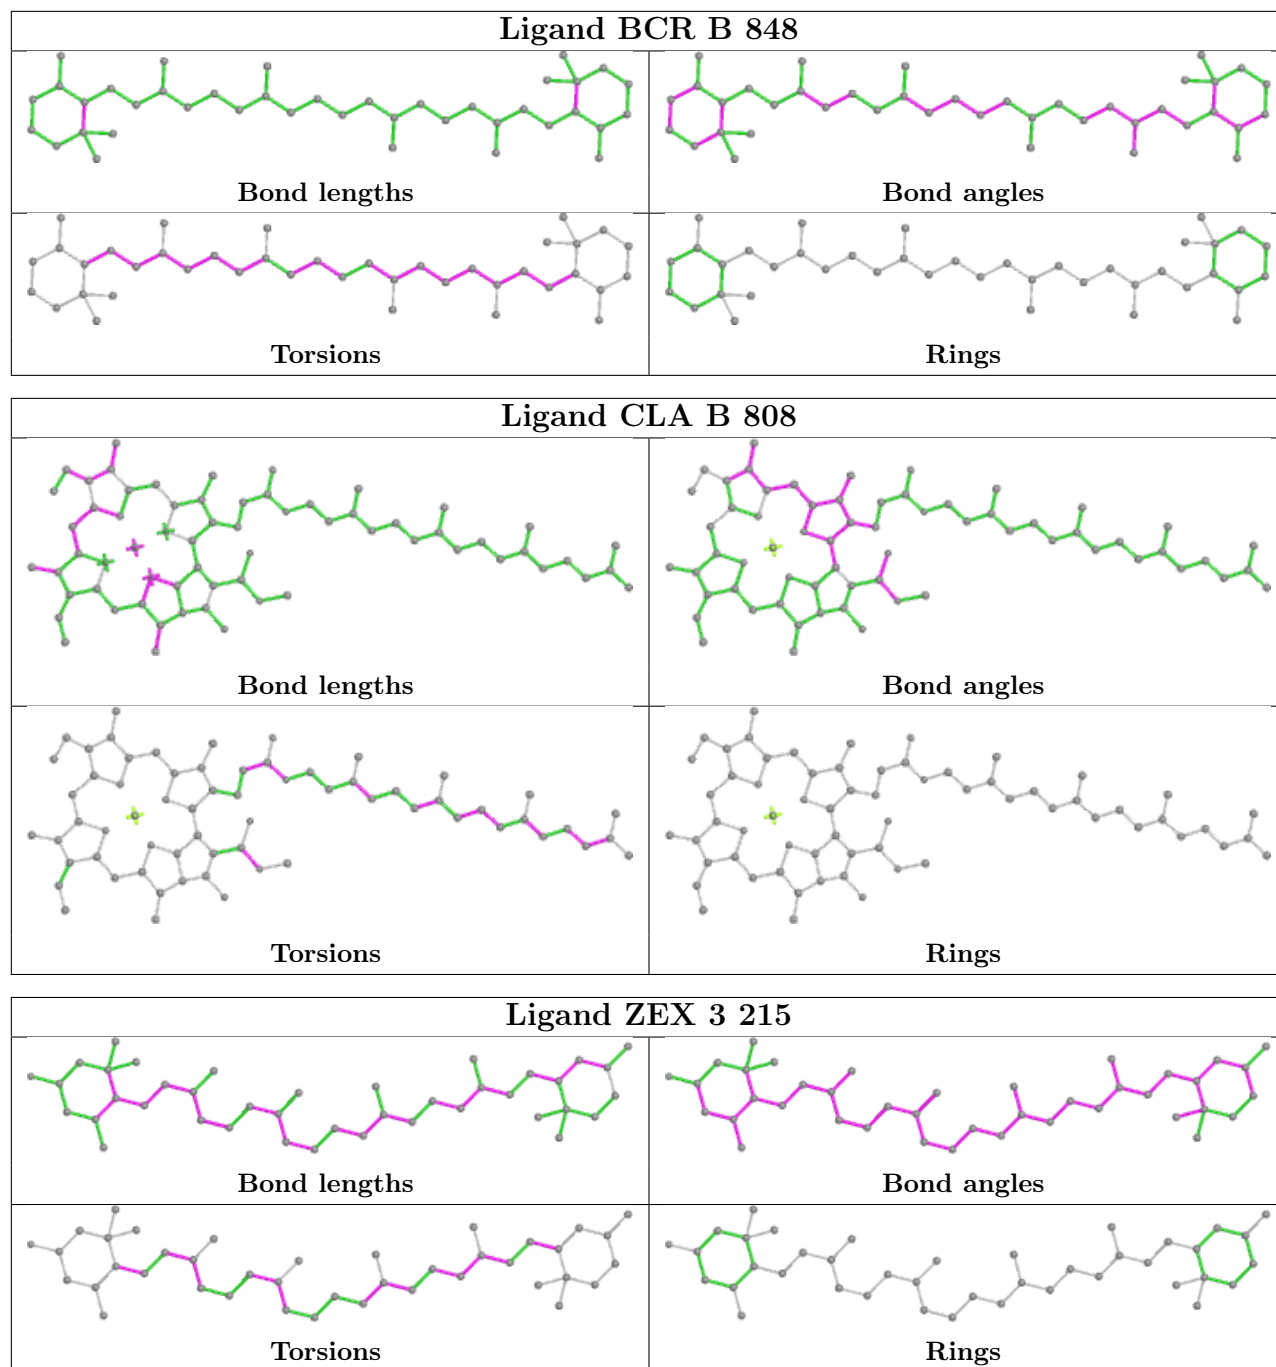 Ligand BCR B 848
Bond lengths
Bond angles
Torsions
Rings
Ligand CLA B 808
Bond lengths
Bond angles
Torsions
Rings
Ligand ZEX 3 215
Bond lengths
Bond angles
Torsions
Rings